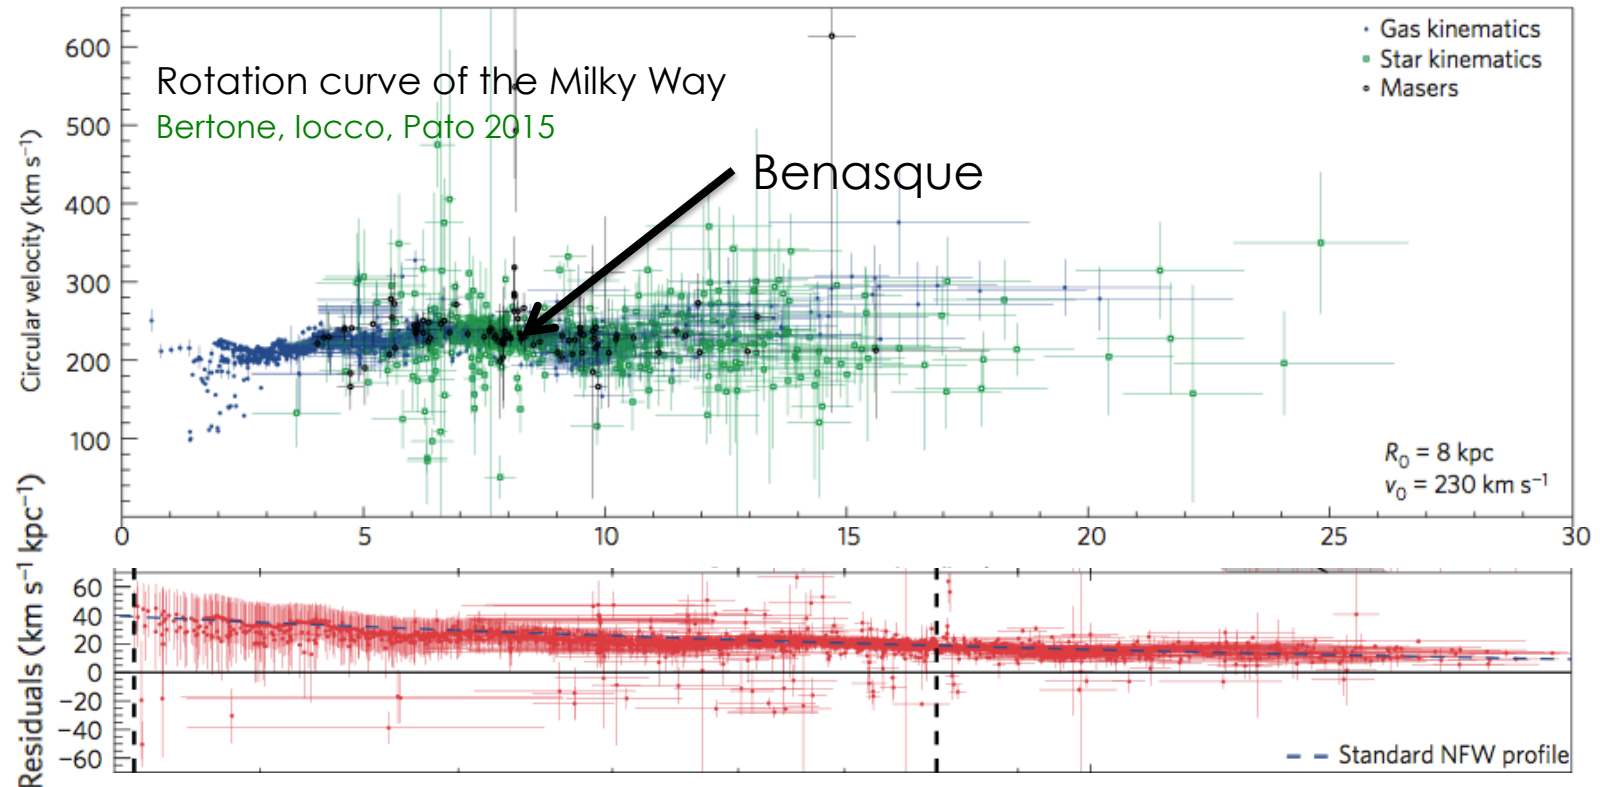 600
Rotation curve of the Milky Way
Bertone, Iocco, Pato 2015
• Gas kinematics
Star kinematics
Masers
500
Benasque
400
300
200
100
Circular velocity (km s⁻¹)
R₀ = 8 kpc
v₀ = 230 km s⁻¹
0 5 10 15 20 25 30
Residuals (km s⁻¹ kpc⁻¹)
60
40
20
0
−20
−40
−60
Standard NFW profile